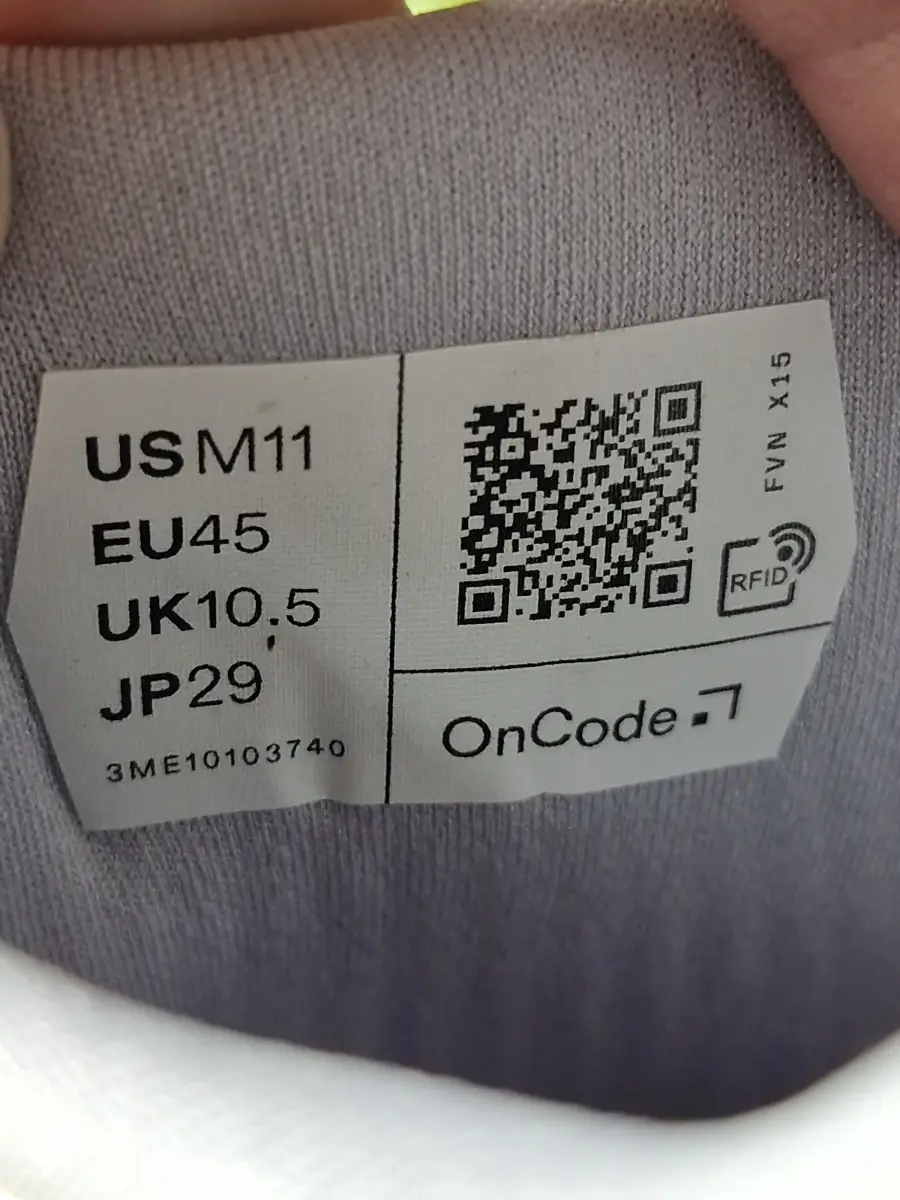 USM11
EU45
UK10.5
JP29
3ME10103740
FVN X15
RFID
OnCode